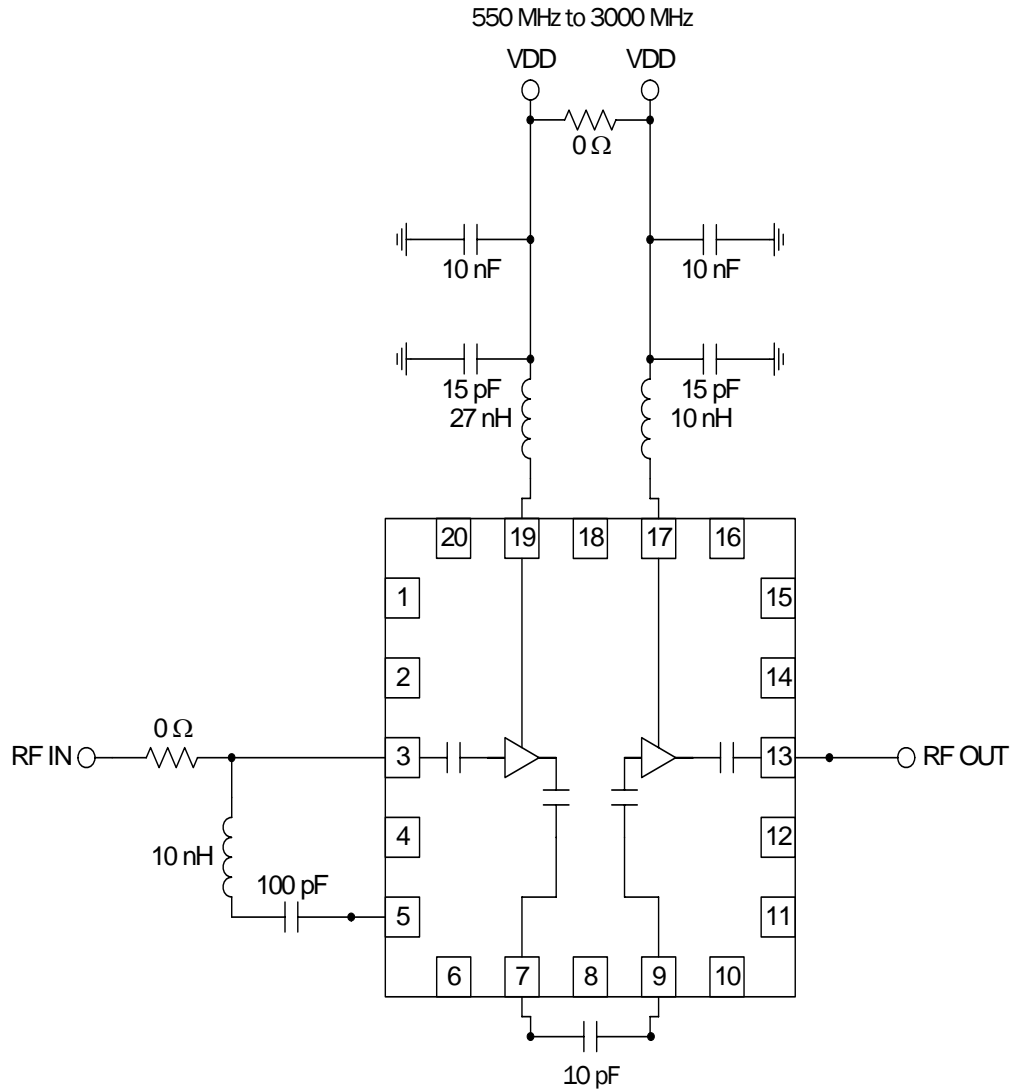 550 MHz to 3000 MHz
VDD
VDD
0 Ω
10 nF
10 nF
15 pF
15 pF
27 nH
10 nH
20
19
18
17
16
1
15
2
14
0 Ω
RF IN
3
13
RF OUT
4
12
10 nH
100 pF
5
11
6
7
8
9
10
10 pF